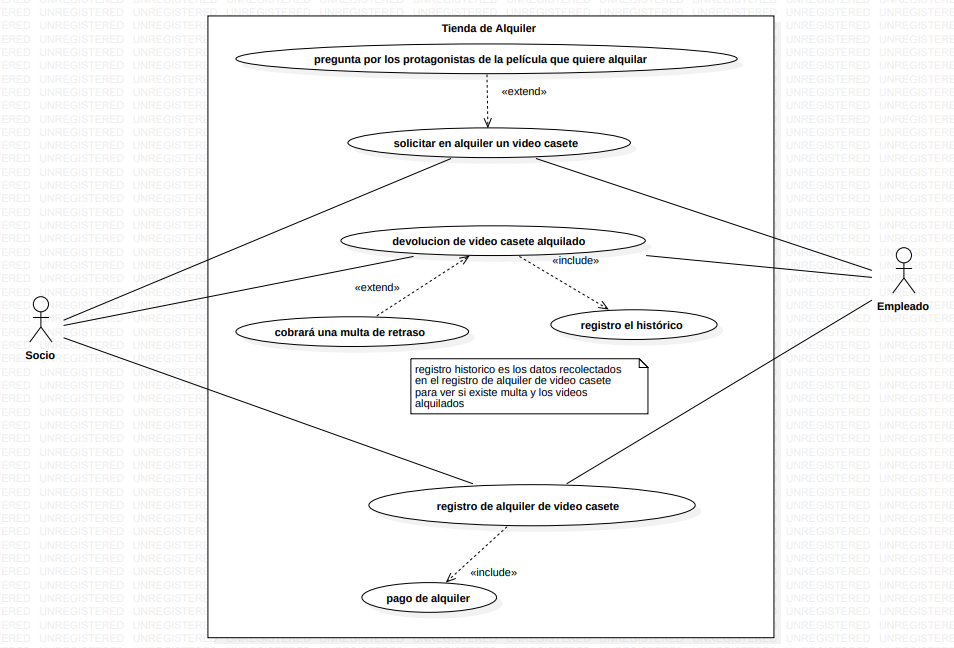 Tienda de Alquiler
pregunta por los protagonistas de la película que quiere alquilar
«extend»
solicitar en alquiler un video casete
devolucion de video casete alquilado
«include»
«extend»
cobrará una multa de retraso
registro el histórico
Socio
Empleado
registro historico es los datos recolectados
en el registro de alquiler de video casete
para ver si existe multa y los videos
alquilados
registro de alquiler de video casete
«include»
pago de alquiler
UNREGISTERED